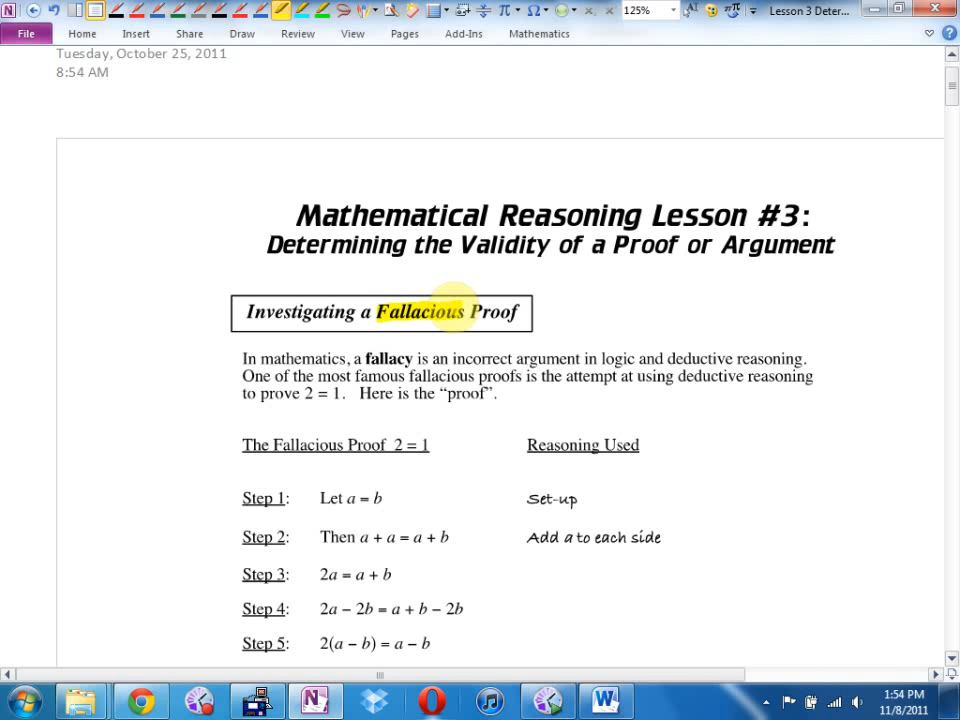 125%
Lesson 3 Deter...
File Home Insert Share Draw Review View Pages Add-Ins Mathematics
Tuesday, October 25, 2011
8:54 AM
Mathematical Reasoning Lesson #3:
Determining the Validity of a Proof or Argument
Investigating a Fallacious Proof
In mathematics, a fallacy is an incorrect argument in logic and deductive reasoning.
One of the most famous fallacious proofs is the attempt at using deductive reasoning
to prove 2 = 1. Here is the “proof”.
The Fallacious Proof 2 = 1 Reasoning Used
Step 1: Let a = b Set-up
Step 2: Then a + a = a + b Add a to each side
Step 3: 2a = a + b
Step 4: 2a − 2b = a + b − 2b
Step 5: 2(a − b) = a − b
1:54 PM
11/8/2011